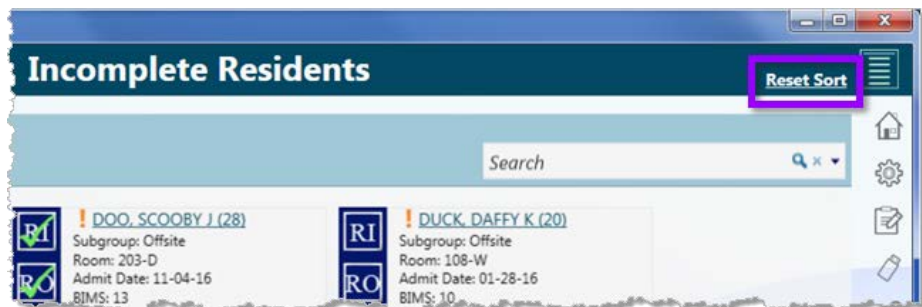 Incomplete Residents
Reset Sort
Search
RI
! DOO, SCOOBY J (28)
Subgroup: Offsite
Room: 203-D
Admit Date: 11-04-16
RO
BIMS: 13
RI
! DUCK, DAFFY K (20)
Subgroup: Offsite
Room: 108-W
Admit Date: 01-28-16
RO
BIMS: 10